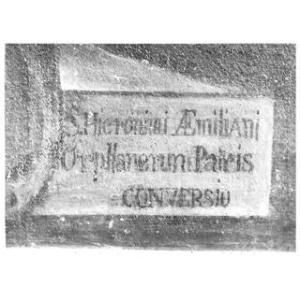 S. Hieronimi Æmiliani
Orphanorum Patris
= CONVERSIO